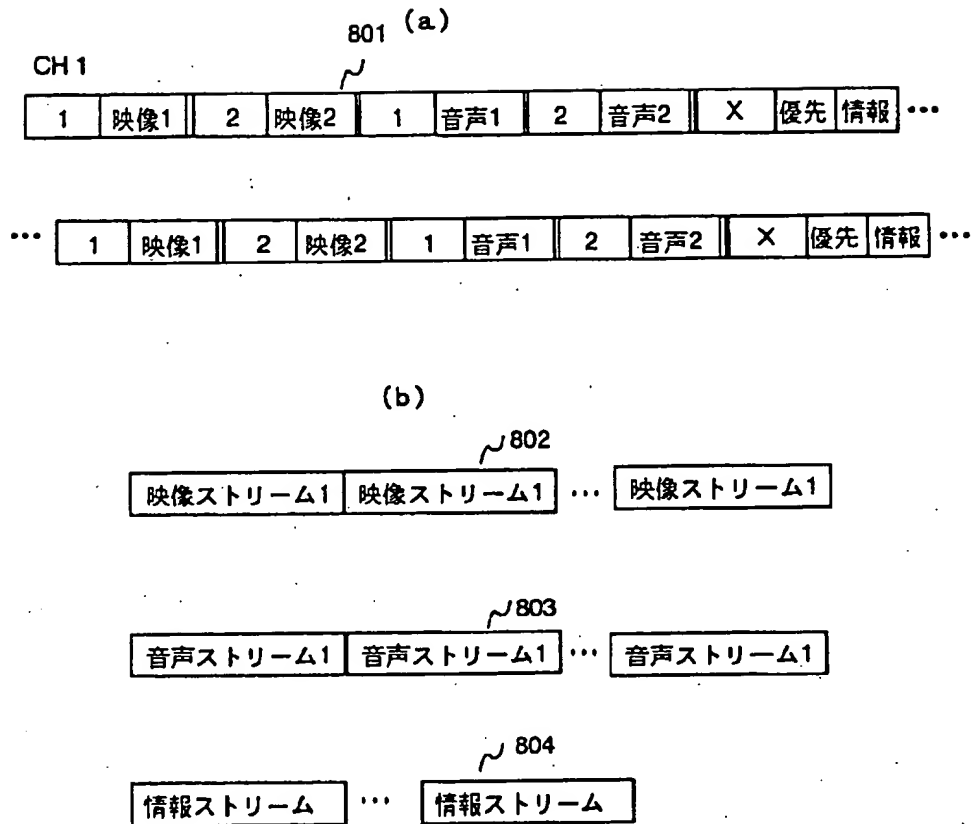 (a)
801
CH 1
1 映像1 2 映像2 1 音声1 2 音声2 X 優先 情報 •••
••• 1 映像1 2 映像2 1 音声1 2 音声2 X 優先 情報 •••
(b)
802
映像ストリーム1 映像ストリーム1 ••• 映像ストリーム1
803
音声ストリーム1 音声ストリーム1 ••• 音声ストリーム1
804
情報ストリーム ••• 情報ストリーム